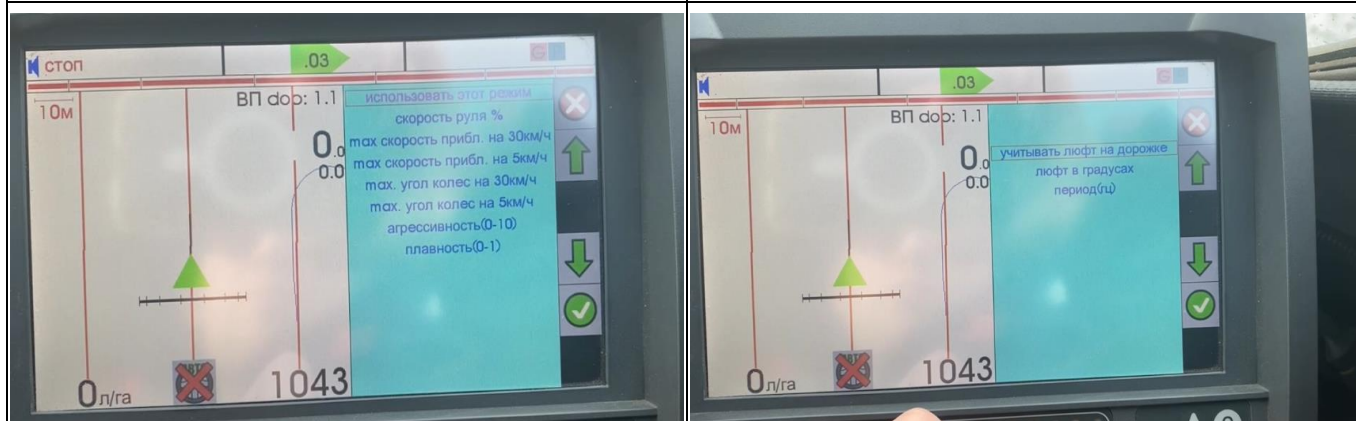 СТОП
.03
G
10м
ВП dop: 1.1
0.0
0.0
использовать этот режим
скорость руля %
max скорость прибл. на 30км/ч
max скорость прибл. на 5км/ч
max. угол колес на 30км/ч
max. угол колес на 5км/ч
агрессивность(0-10)
плавность(0-1)
0л/га
1043
.03
G
10м
ВП dop: 1.1
0.0
0.0
учитывать люфт на дорожке
люфт в градусах
период(гц)
0л/га
1043